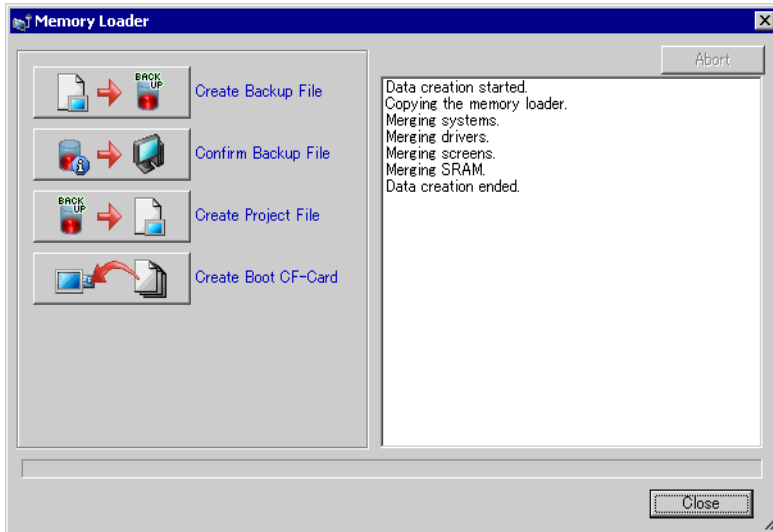 Memory Loader
Abort
BACK
UP
Create Backup File
Confirm Backup File
BACK
UP
Create Project File
Create Boot CF-Card
Data creation started.
Copying the memory loader.
Merging systems.
Merging drivers.
Merging screens.
Merging SRAM.
Data creation ended.
Close